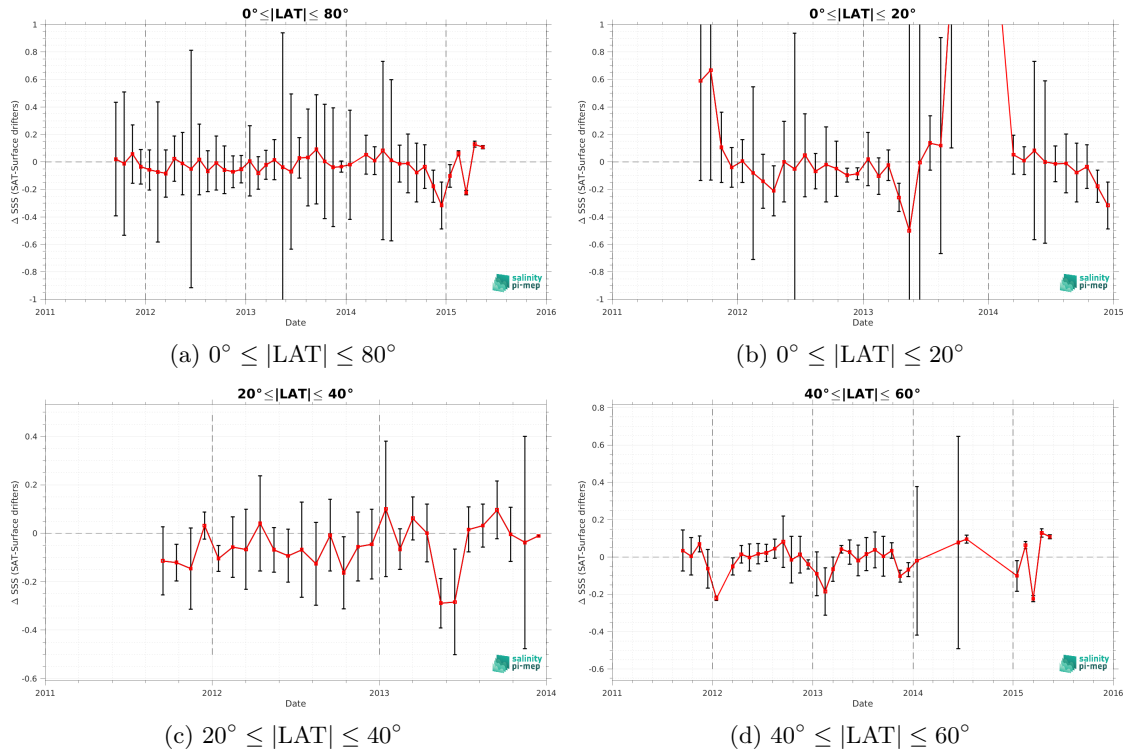 0°≤|LAT|≤ 80°
Δ SSS (SAT-Surface drifters)
1
0.8
0.6
0.4
0.2
0
-0.2
-0.4
-0.6
-0.8
-1
2011 2012 2013 2014 2015 2016
Date
salinity
pi-mep
(a) 0° ≤ |LAT| ≤ 80°
0°≤|LAT|≤ 20°
Δ SSS (SAT-Surface drifters)
1
0.8
0.6
0.4
0.2
0
-0.2
-0.4
-0.6
-0.8
-1
2011 2012 2013 2014 2015
Date
salinity
pi-mep
(b) 0° ≤ |LAT| ≤ 20°
20°≤|LAT|≤ 40°
Δ SSS (SAT-Surface drifters)
0.4
0.2
0
-0.2
-0.4
-0.6
2011 2012 2013 2014
Date
salinity
pi-mep
(c) 20° ≤ |LAT| ≤ 40°
40°≤|LAT|≤ 60°
Δ SSS (SAT-Surface drifters)
0.8
0.6
0.4
0.2
0
-0.2
-0.4
-0.6
2011 2012 2013 2014 2015 2016
Date
salinity
pi-mep
(d) 40° ≤ |LAT| ≤ 60°